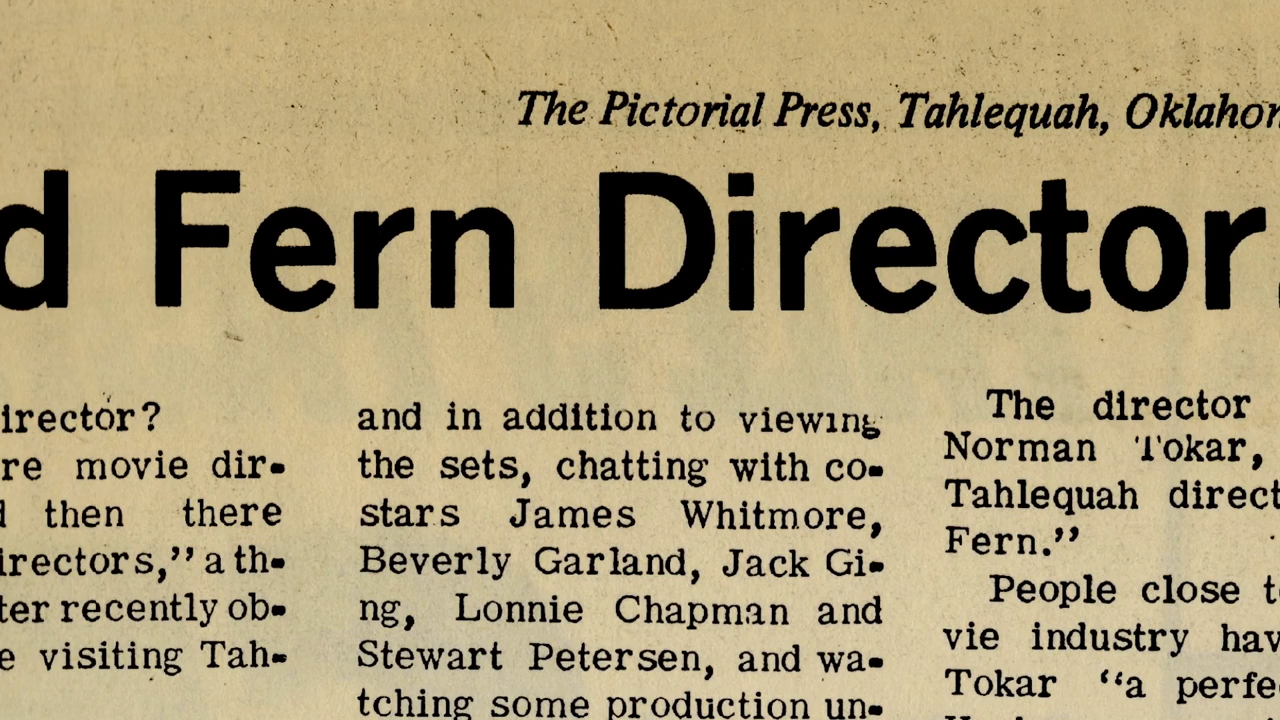 The Pictorial Press, Tahlequah, Oklahom
d Fern Director
irector?
re movie dir-
d then there
irectors," a th-
ter recently ob-
e visiting Tah-
and in addition to viewing
the sets, chatting with co-
stars James Whitmore,
Beverly Garland, Jack Gi-
ng, Lonnie Chapman and
Stewart Petersen, and wa-
tching some production un-
The director
Norman Tokar,
Tahlequah direct
Fern."
People close to
vie industry hav
Tokar "a perfe